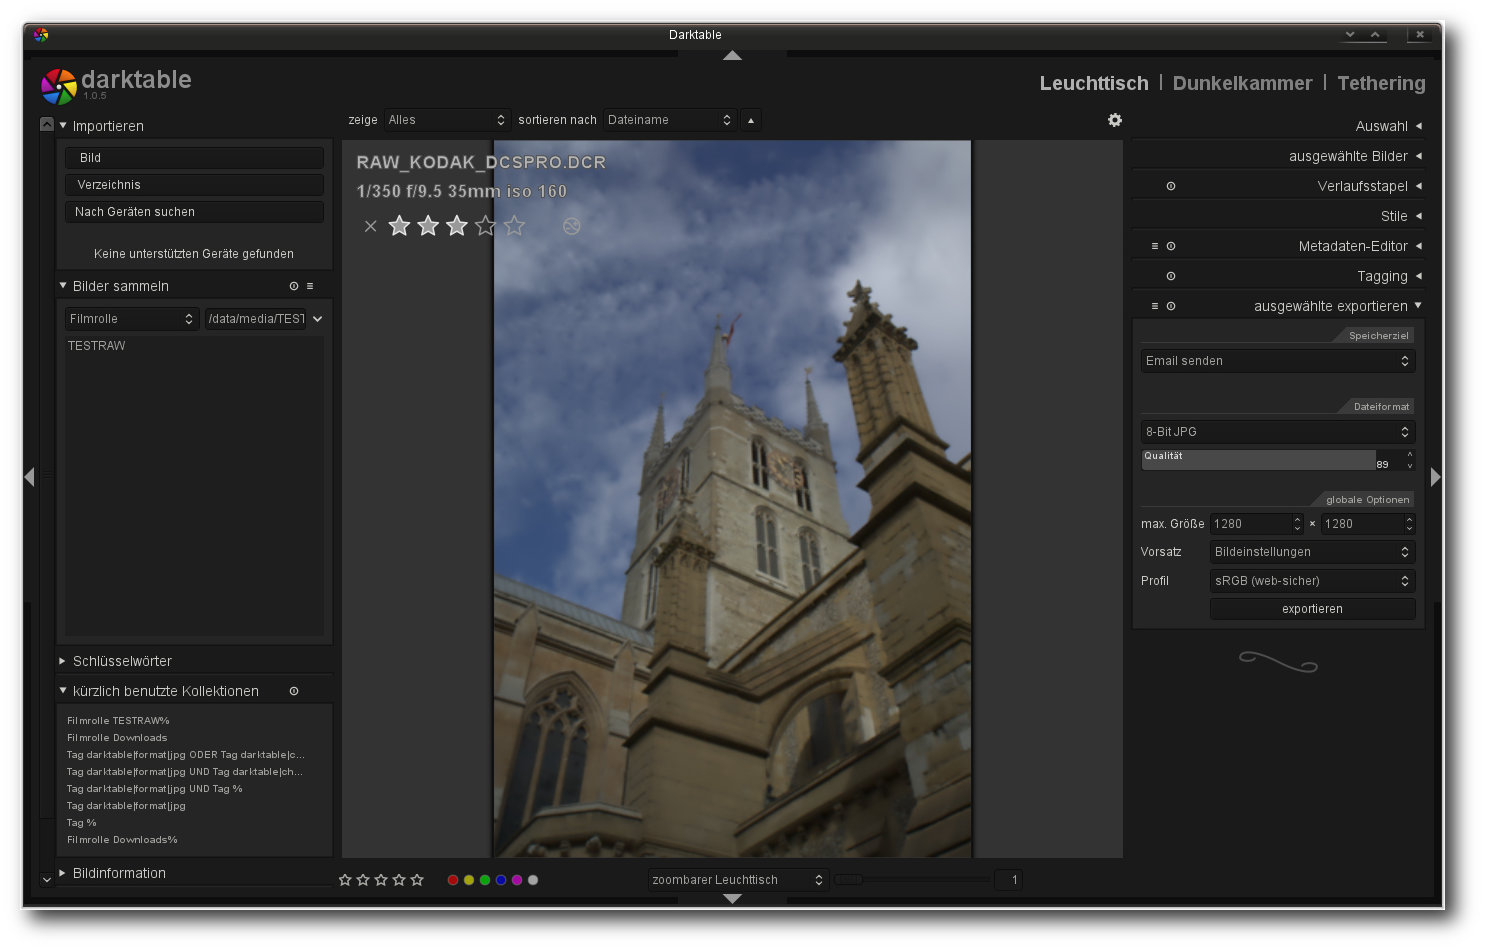 Darktable
darktable
1.0.5
Leuchttisch | Dunkelkammer | Tethering
Importieren
Bild
Verzeichnis
Nach Geräten suchen
Keine unterstützten Geräte gefunden
Bilder sammeln
Filmrolle /data/media/TEST
TESTRAW
Schlüsselwörter
kürzlich benutzte Kollektionen
Filmrolle TESTRAW%
Filmrolle Downloads
Tag darktable|format|jpg ODER Tag darktable|c...
Tag darktable|format|jpg UND Tag darktable|ch...
Tag darktable|format|jpg UND Tag %
Tag darktable|format|jpg
Tag %
Filmrolle Downloads%
Bildinformation
zeige Alles sortieren nach Dateiname
RAW_KODAK_DCSPRO.DCR
1/350 f/9.5 35mm iso 160
zoombarer Leuchttisch 1
Auswahl
ausgewählte Bilder
Verlaufsstapel
Stile
Metadaten-Editor
Tagging
ausgewählte exportieren
Speicherziel
Email senden
Dateiformat
8-Bit JPG
Qualität
89
globale Optionen
max. Größe 1280 × 1280
Vorsatz Bildeinstellungen
Profil sRGB (web-sicher)
exportieren